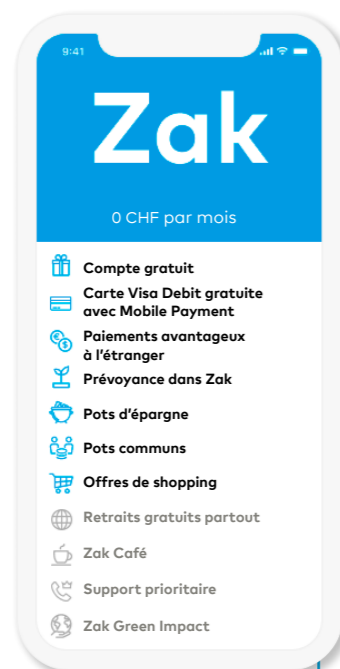 9:41
Zak
0 CHF par mois
Compte gratuit
Carte Visa Debit gratuite
avec Mobile Payment
Paiements avantageux
à l'étranger
Prévoyance dans Zak
Pots d'épargne
Pots communs
Offres de shopping
Retraits gratuits partout
Zak Café
Support prioritaire
Zak Green Impact